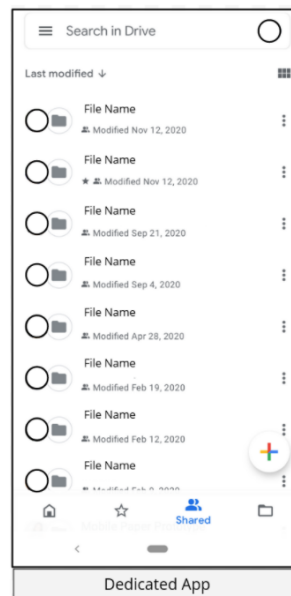 Search in Drive
Last modified ↓
File Name
Modified Nov 12, 2020
File Name
★ Modified Nov 12, 2020
File Name
Modified Sep 21, 2020
File Name
Modified Sep 4, 2020
File Name
Modified Apr 28, 2020
File Name
Modified Feb 19, 2020
File Name
Modified Feb 12, 2020
File Name
Shared
Dedicated App